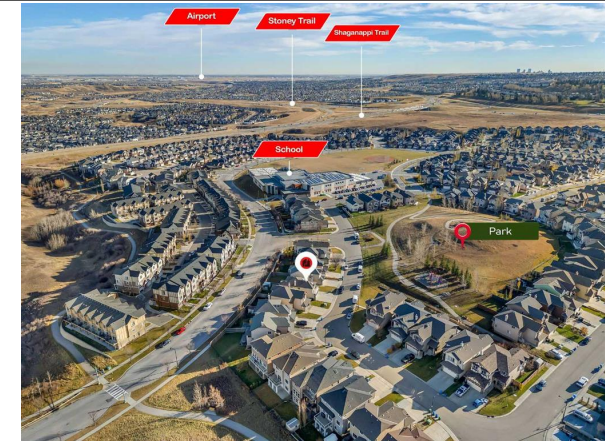 Airport
Stoney Trail
Shaganappi Trail
School
Park